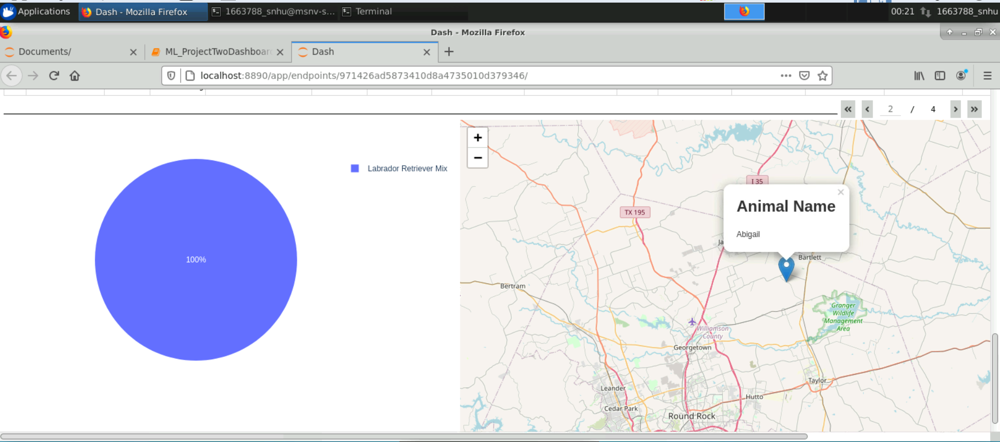 Applications
Dash - Mozilla Firefox
1663788_snhu@msnv-s...
Terminal
00:21
1663788_snhu
Dash - Mozilla Firefox
Documents/
ML_ProjectTwoDashboard
Dash
localhost:8890/app/endpoints/971426ad5873410d8a4735010d379346/
2 / 4
+
−
Labrador Retriever Mix
100%
I 35
TX 195
Animal Name
Abigail
Ja
Bartlett
Bertram
Granger
Wildlife
Management
Area
Williamson
County
Georgetown
Taylor
Leander
Hutto
Cedar Park
Round Rock